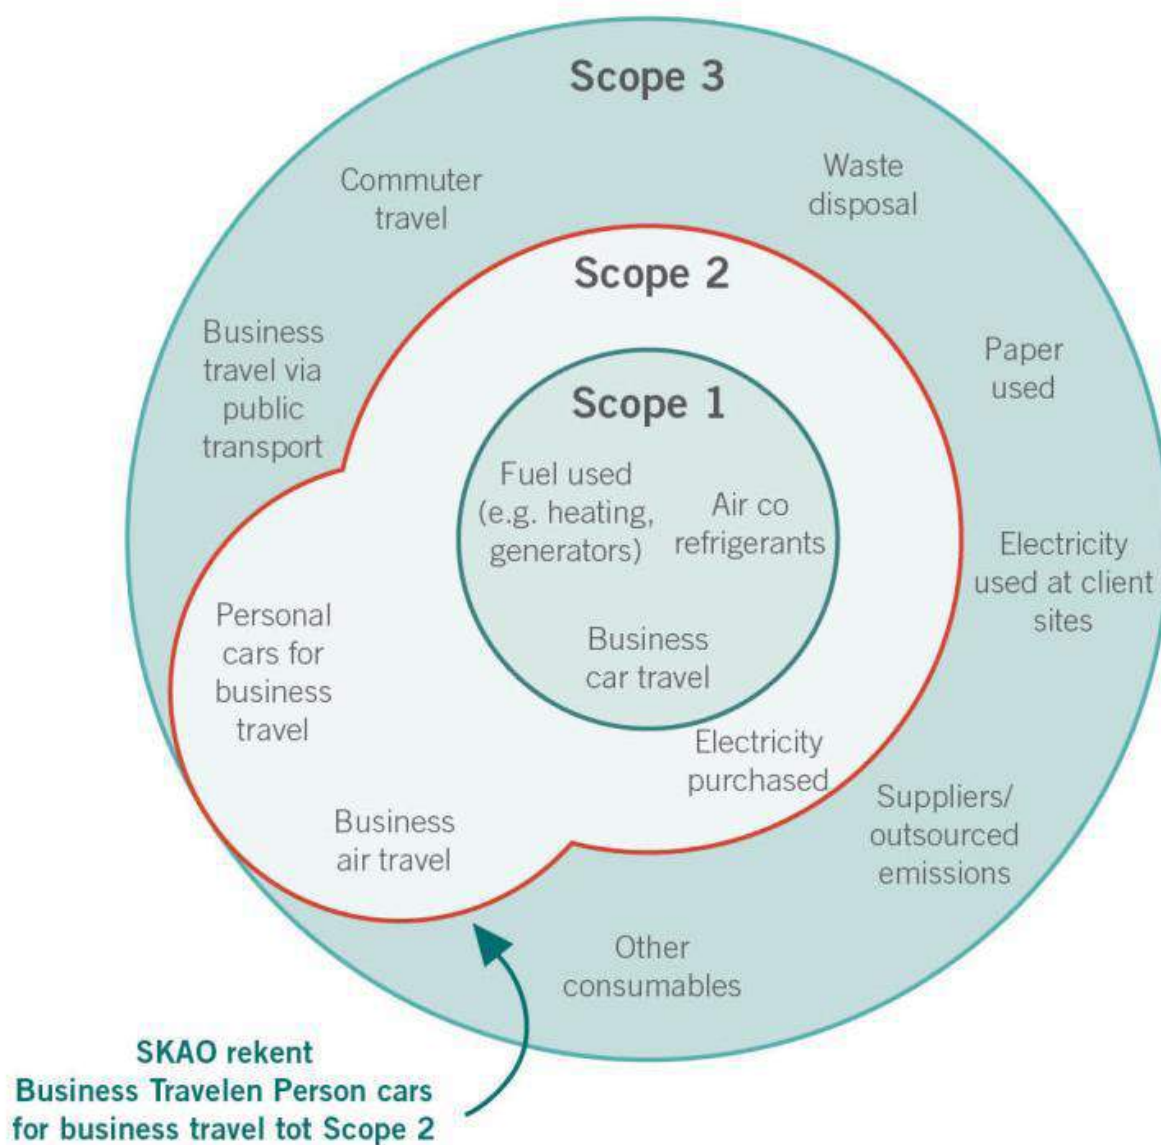 Scope 3
Commuter
travel
Waste
disposal
Scope 2
Business
travel via
public
transport
Paper
used
Scope 1
Fuel used
(e.g. heating,
generators)
Air co
refrigerants
Electricity
used at client
sites
Personal
cars for
business
travel
Business
car travel
Electricity
purchased
Suppliers/
outsourced
emissions
Business
air travel
Other
consumables
SKAO rekent
Business Travelen Person cars
for business travel tot Scope 2